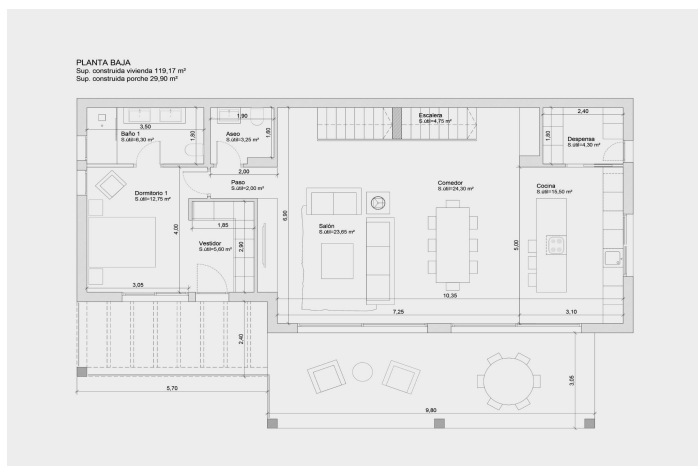 PLANTA BAJA
Sup. construida vivienda 119,17 m²
Sup. construida porche 29,90 m²
3,50
Baño 1
S.útil=6,30 m²
1,80
1,90
Aseo
S.útil=3,25 m²
1,60
Escalera
S.útil=4,75 m²
2,40
1,80
Despensa
S.útil=4,30 m²
2,00
Paso
S.útil=2,00 m²
Dormitorio 1
S.útil=12,75 m²
4,00
1,85
Vestidor
S.útil=5,60 m²
2,90
3,05
6,90
Salón
S.útil=23,65 m²
Comedor
S.útil=24,30 m²
Cocina
S.útil=15,50 m²
5,00
10,35
7,25
3,10
2,40
5,70
3,05
9,80